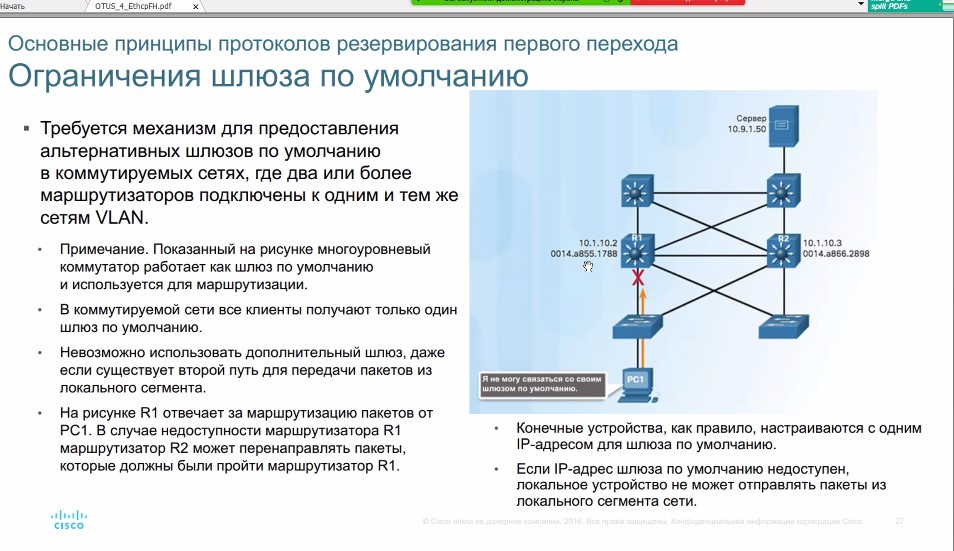 Начать
OTUS_4_EthcpFH.pdf
split PDFs
Основные принципы протоколов резервирования первого перехода
Ограничения шлюза по умолчанию
Требуется механизм для предоставления
альтернативных шлюзов по умолчанию
в коммутируемых сетях, где два или более
маршрутизаторов подключены к одним и тем же
сетям VLAN.
Примечание. Показанный на рисунке многоуровневый
коммутатор работает как шлюз по умолчанию
и используется для маршрутизации.
В коммутируемой сети все клиенты получают только один
шлюз по умолчанию.
Невозможно использовать дополнительный шлюз, даже
если существует второй путь для передачи пакетов из
локального сегмента.
На рисунке R1 отвечает за маршрутизацию пакетов от
PC1. В случае недоступности маршрутизатора R1
маршрутизатор R2 может перенаправлять пакеты,
которые должны были пройти маршрутизатор R1.
Сервер
10.9.1.50
R1
10.1.10.2
0014.a855.1788
R2
10.1.10.3
0014.a866.2898
X
Я не могу связаться со своим
шлюзом по умолчанию.
PC1
Конечные устройства, как правило, настраиваются с одним
IP-адресом для шлюза по умолчанию.
Если IP-адрес шлюза по умолчанию недоступен,
локальное устройство не может отправлять пакеты из
локального сегмента сети.
CISCO
© Cisco и/или ее дочерние компании, 2016. Все права защищены. Конфиденциальная информация корпорации Cisco
27